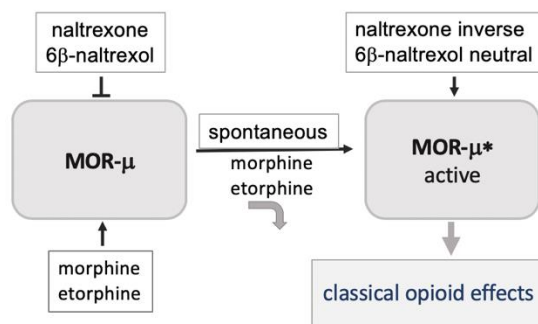 naltrexone
6β-naltrexol
naltrexone inverse
6β-naltrexol neutral
MOR-μ
spontaneous
morphine
etorphine
MOR-μ*
active
morphine
etorphine
classical opioid effects